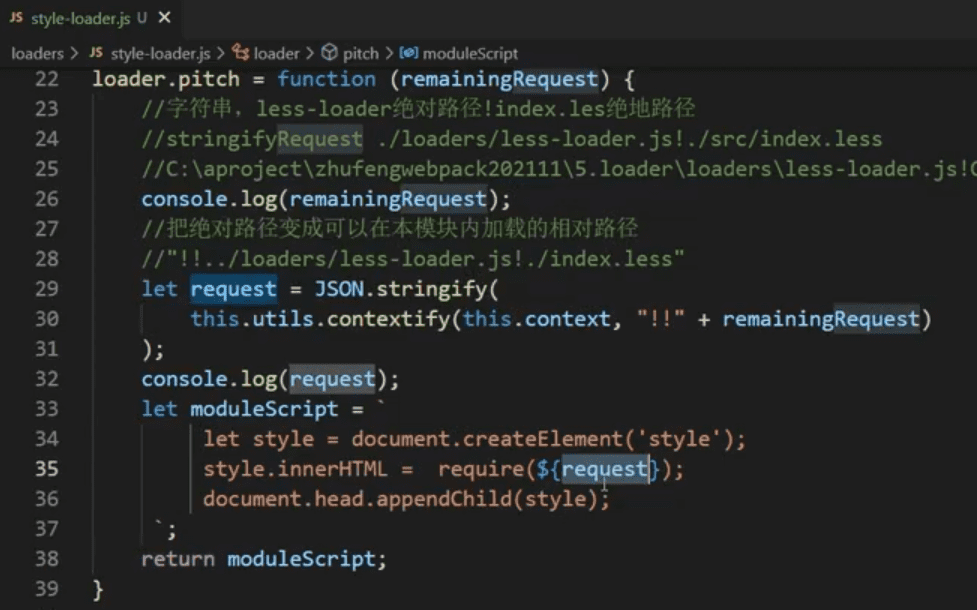 JS style-loader.js U ×
loaders > JS style-loader.js > loader > pitch > moduleScript
22 loader.pitch = function (remainingRequest) {
23 //字符串，less-loader绝对路径!index.les绝地路径
24 //stringifyRequest ./loaders/less-loader.js!./src/index.less
25 //C:\aproject\zhufengwebpack202111\5.loader\loaders\less-loader.js!C
26 console.log(remainingRequest);
27 //把绝对路径变成可以在本模块内加载的相对路径
28 //"!!../loaders/less-loader.js!./index.less"
29 let request = JSON.stringify(
30 this.utils.contextify(this.context, "!!" + remainingRequest)
31 );
32 console.log(request);
33 let moduleScript = `
34 let style = document.createElement('style');
35 style.innerHTML =  require(${request});
36 document.head.appendChild(style);
37 `;
38 return moduleScript;
39 }